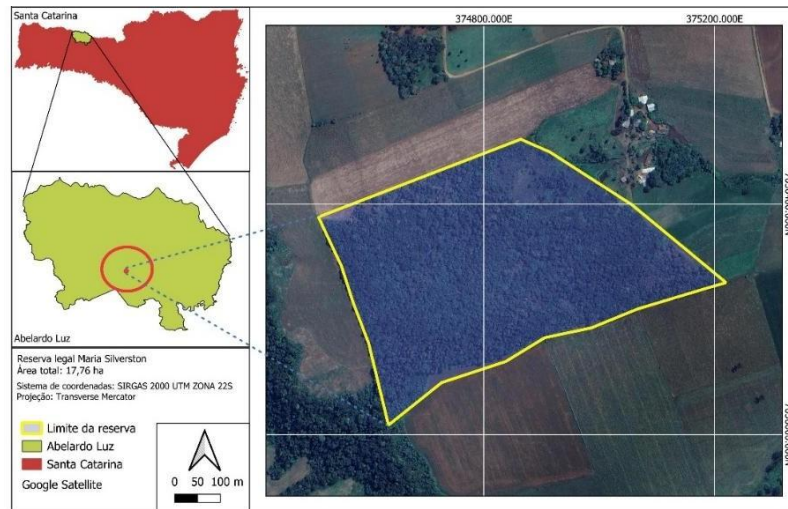 Santa Catarina
374800.000E
375200.000E
Abelardo Luz
Reserva legal Maria Silverston
Área total: 17,76 ha
Sistema de coordenadas: SIRGAS 2000 UTM ZONA 22S
Projeção: Transverse Mercator
Limite da reserva
Abelardo Luz
Santa Catarina
Google Satellite
0 50 100 m